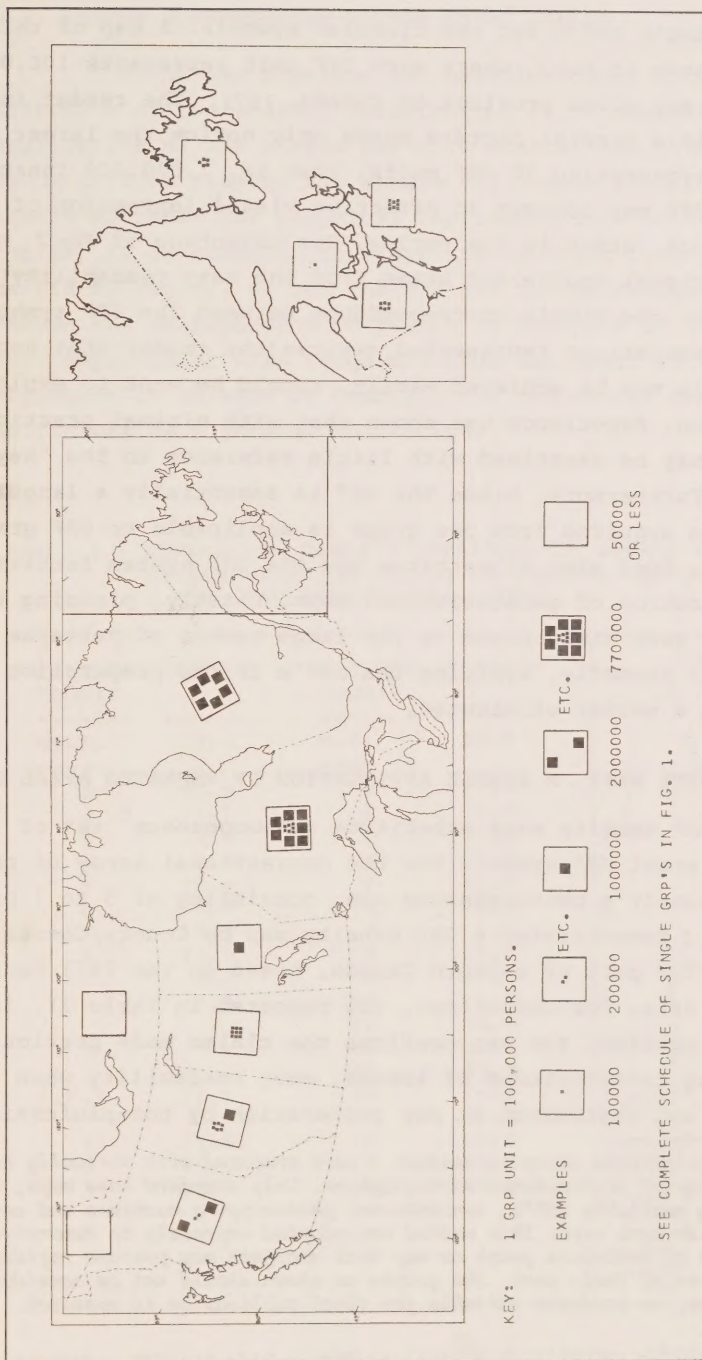 KEY: 1 GRP UNIT = 100,000 PERSONS.
EXAMPLES
ETC.
ETC.
100000
200000
1000000
2000000
7700000
50000
OR LESS
SEE COMPLETE SCHEDULE OF SINGLE GRP'S IN FIG. 1.